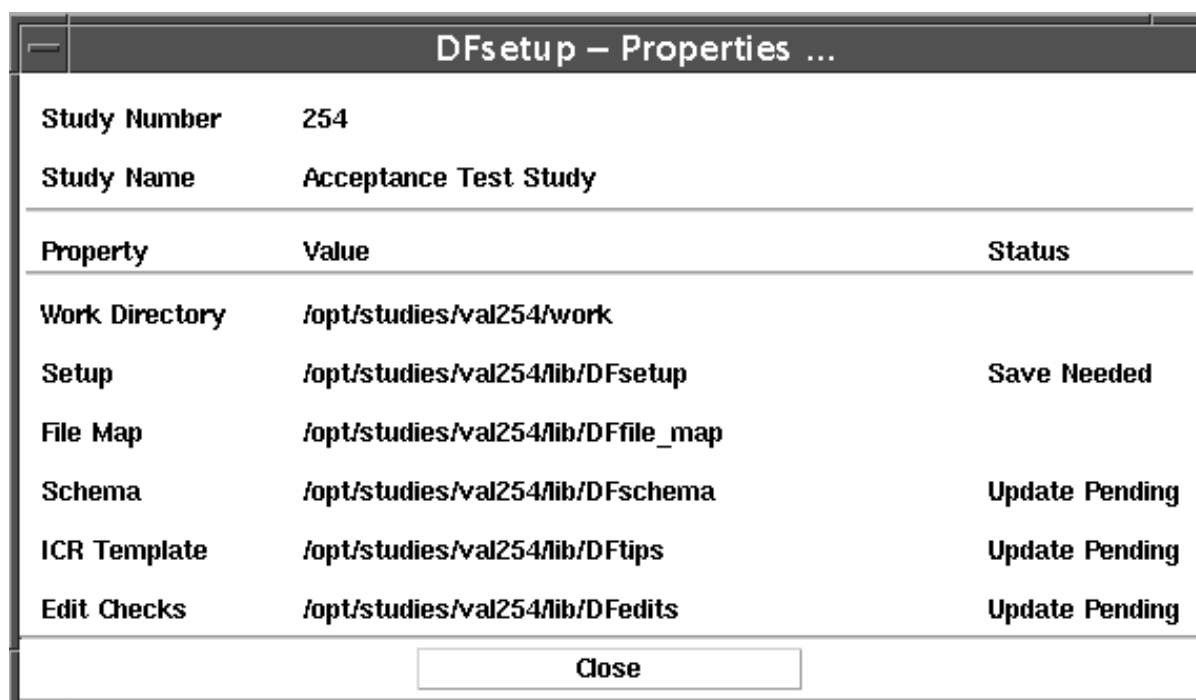 DFsetup – Properties ...
Study Number 254
Study Name Acceptance Test Study
Property Value Status
Work Directory /opt/studies/val254/work
Setup /opt/studies/val254/lib/DFsetup Save Needed
File Map /opt/studies/val254/lib/DFfile_map
Schema /opt/studies/val254/lib/DFschema Update Pending
ICR Template /opt/studies/val254/lib/DFtips Update Pending
Edit Checks /opt/studies/val254/lib/DFedits Update Pending
Close